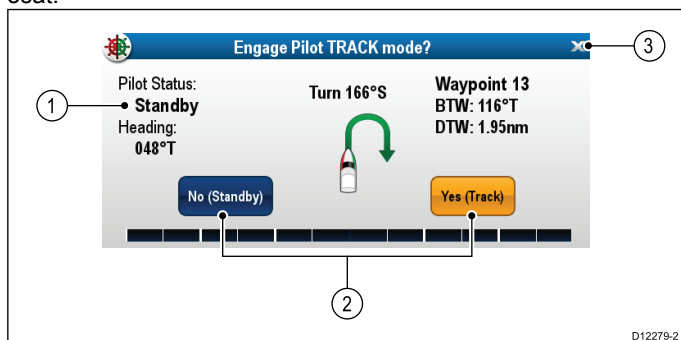 Engage Pilot TRACK mode?
3
Pilot Status:
Standby
Heading:
048°T
1
Turn 166°S
Waypoint 13
BTW: 116°T
DTW: 1.95nm
No (Standby)
Yes (Track)
2
D12279-2